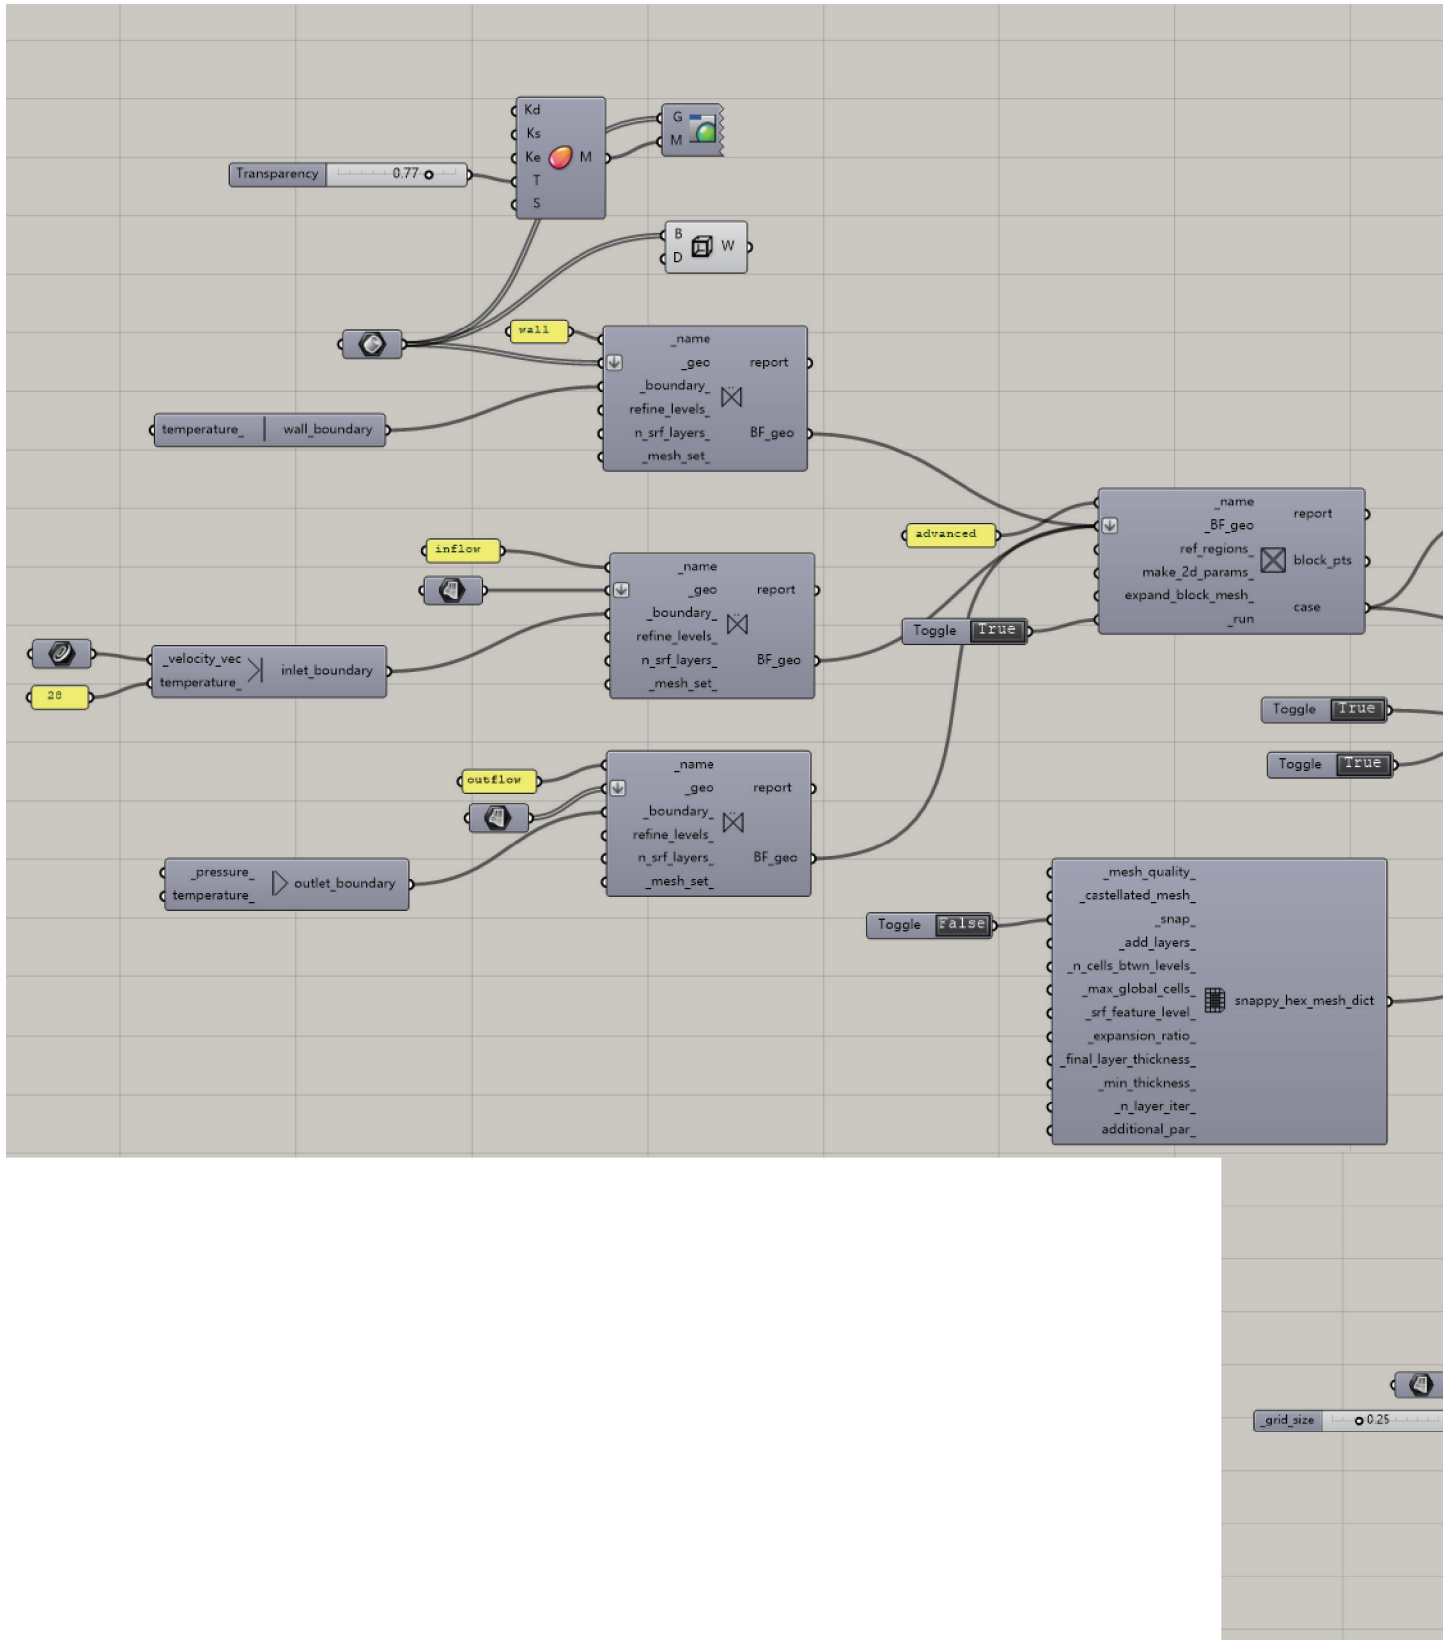 Kd
Ks
Ke
T
S
M
G
M
Transparency
0.77
B
D
W
wall
_name
_geo
_boundary_
refine_levels_
n_srf_layers_
_mesh_set_
report
BF_geo
temperature_
wall_boundary
advanced
_name
_BF_geo
ref_regions_
make_2d_params_
expand_block_mesh_
_run
report
block_pts
case
inflow
_name
_geo
_boundary_
refine_levels_
n_srf_layers_
_mesh_set_
report
BF_geo
Toggle True
_velocity_vec
temperature_
inlet_boundary
28
Toggle True
Toggle True
outflow
_name
_geo
_boundary_
refine_levels_
n_srf_layers_
_mesh_set_
report
BF_geo
_pressure_
temperature_
outlet_boundary
Toggle False
_mesh_quality_
_castellated_mesh_
_snap_
_add_layers_
_n_cells_btwn_levels_
_max_global_cells_
_srf_feature_level_
_expansion_ratio_
_final_layer_thickness_
_min_thickness_
_n_layer_iter_
additional_par_
snappy_hex_mesh_dict
_grid_size
0.25